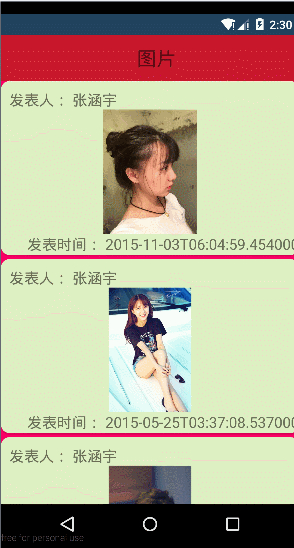 2:30
图片
发表人： 张涵宇
发表时间： 2015-11-03T06:04:59.454000
发表人： 张涵宇
发表时间： 2015-05-25T03:37:08.537000
发表人： 张涵宇
free for personal use